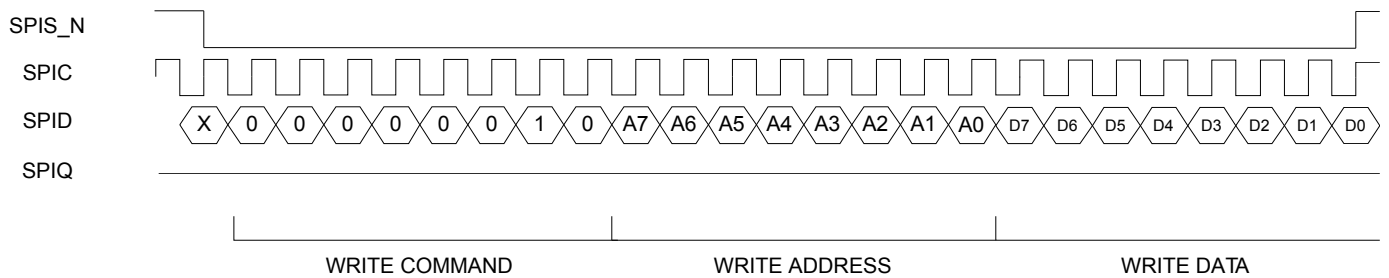 SPIS_N
SPIC
SPID X 0 0 0 0 0 0 1 0 A7 A6 A5 A4 A3 A2 A1 A0 D7 D6 D5 D4 D3 D2 D1 D0
SPIQ
WRITE COMMAND WRITE ADDRESS WRITE DATA